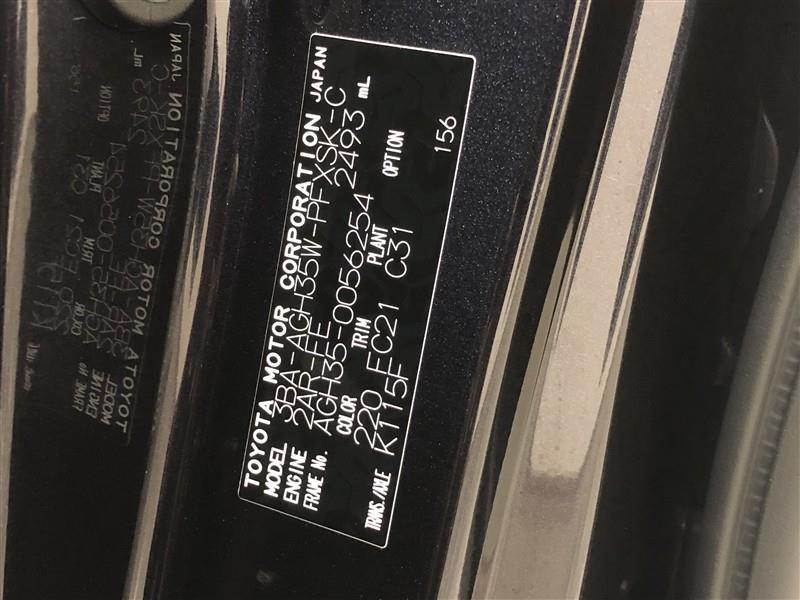 TOYOTA MOTOR CORPORATION JAPAN
MODEL 3BA-AGH35W-PFXSK-C
ENGINE 2AR-FE 2493 mL
FRAME No. AGH35-0056254
COLOR TRIM PLANT OPTION
220 FC21 C31
TRANS./AXLE K115F 156